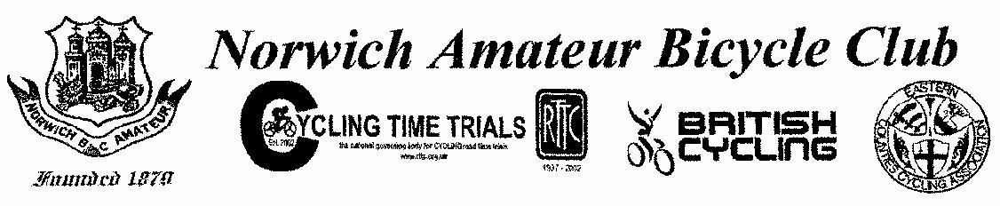 Norwich Amateur Bicycle Club
NORWICH B C AMATEUR
Founded 1879
CYCLING TIME TRIALS
Est. 2002
the national governing body for CYCLING road time trials
www.rttc.org.uk
RTTC
1937 - 2002
BRITISH
CYCLING
EASTERN
COUNTIES CYCLING ASSOCIATION